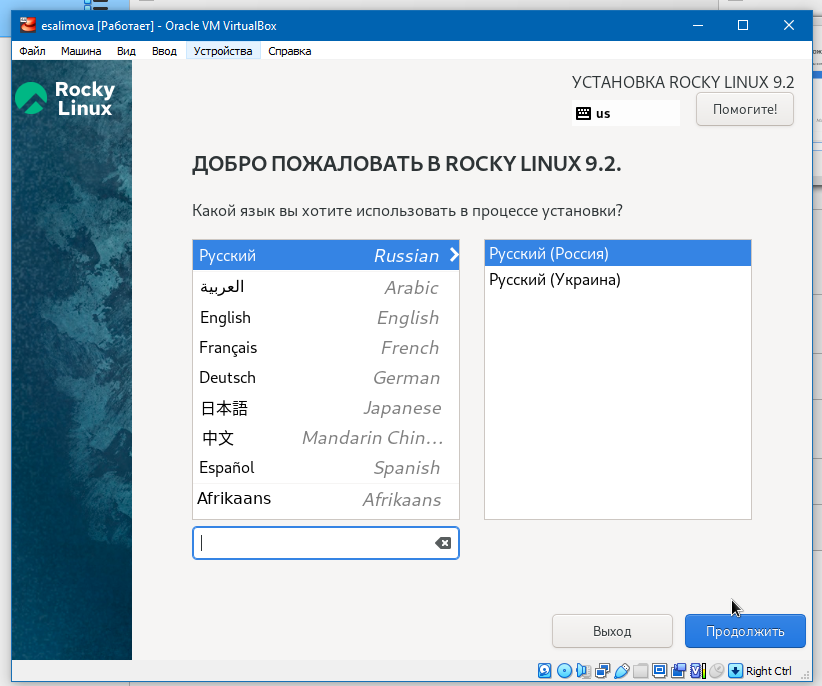 esalimova [Работает] - Oracle VM VirtualBox
Файл Машина Вид Ввод Устройства Справка
Rocky
Linux
УСТАНОВКА ROCKY LINUX 9.2
us
Помогите!
ДОБРО ПОЖАЛОВАТЬ В ROCKY LINUX 9.2.
Какой язык вы хотите использовать в процессе установки?
Русский Russian
العربية Arabic
English English
Français French
Deutsch German
日本語 Japanese
中文 Mandarin Chin...
Español Spanish
Afrikaans Afrikaans
Русский (Россия)
Русский (Украина)
Выход
Продолжить
Right Ctrl